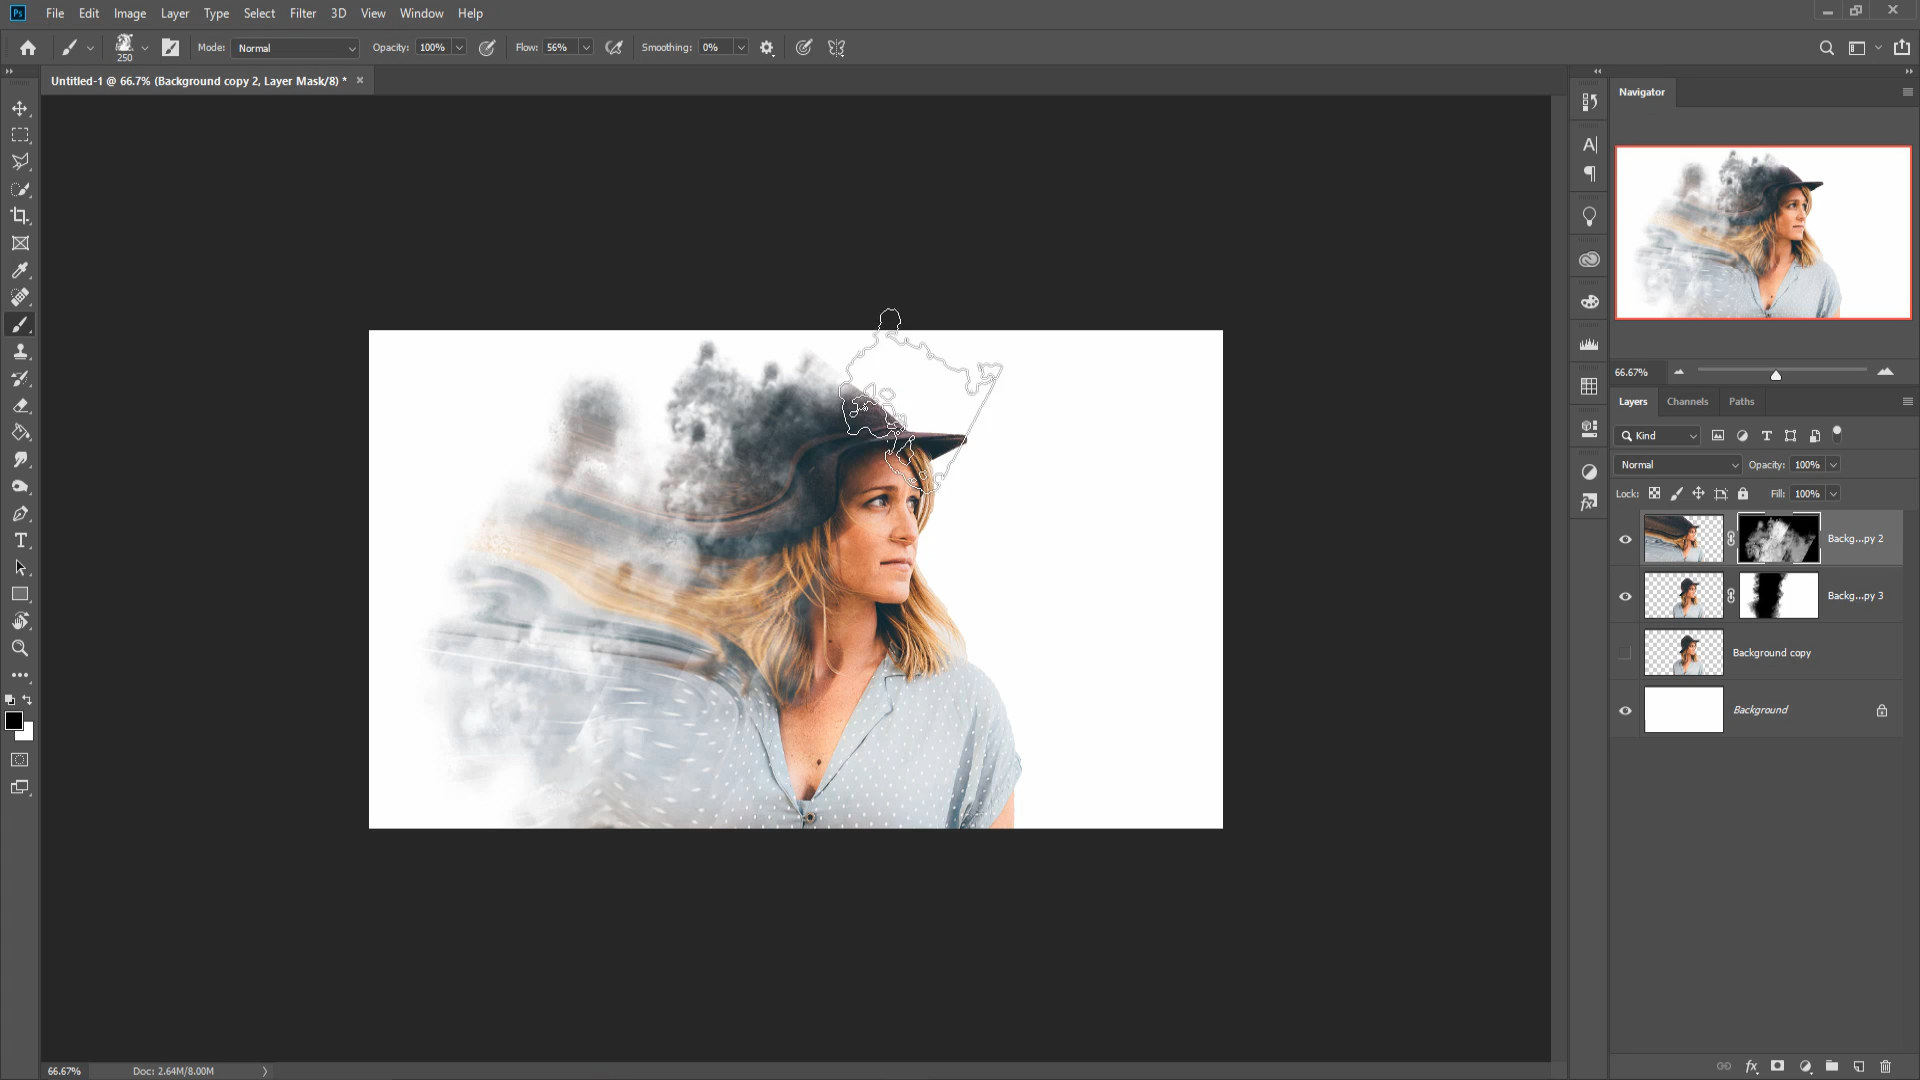 Ps File Edit Image Layer Type Select Filter 3D View Window Help
250 Mode: Normal Opacity: 100% Flow: 56% Smoothing: 0%
Untitled-1 @ 66.7% (Background copy 2, Layer Mask/8) * ×
Navigator
66.67%
Layers Channels Paths
Kind
Normal Opacity: 100%
Lock: Fill: 100%
Backg...py 2
Backg...py 3
Background copy
Background
66.67% Doc: 2.64M/8.00M